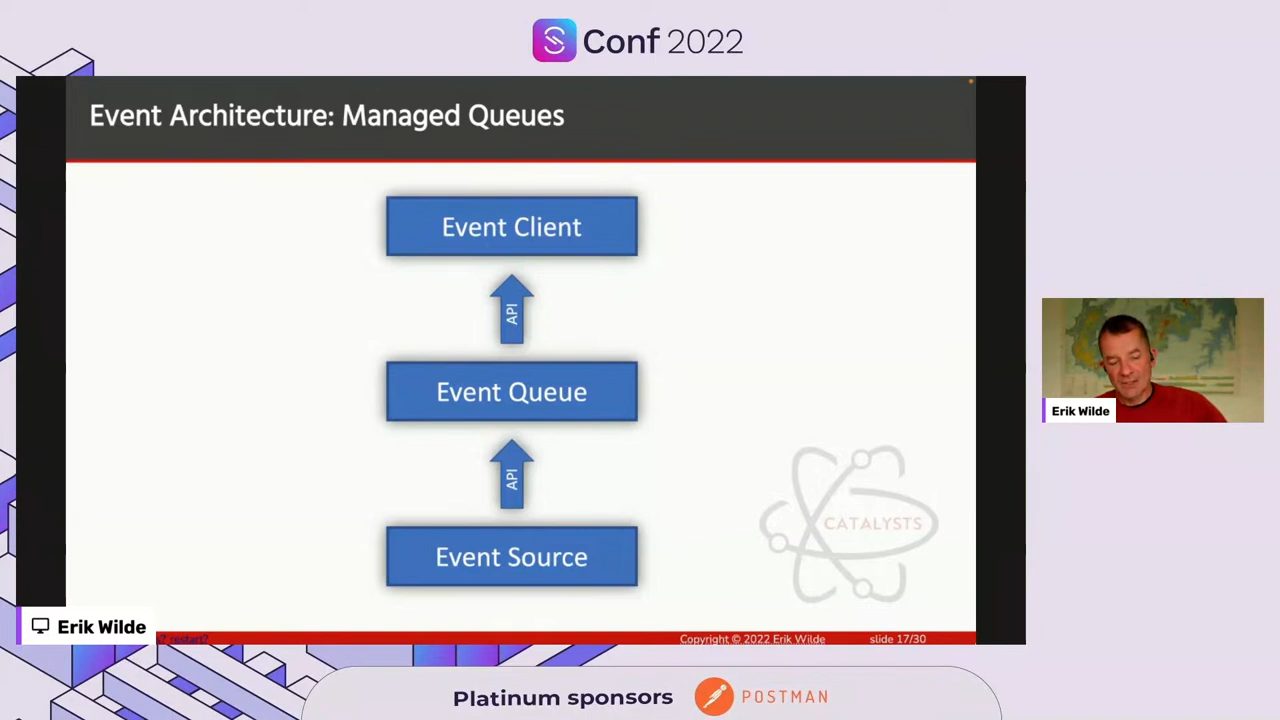 Conf 2022
Event Architecture: Managed Queues
Event Client
API
Event Queue
API
Event Source
CATALYSTS
Erik Wilde
Erik Wilde
? restart?
Copyright © 2022 Erik Wilde
slide 17/30
Platinum sponsors
POSTMAN